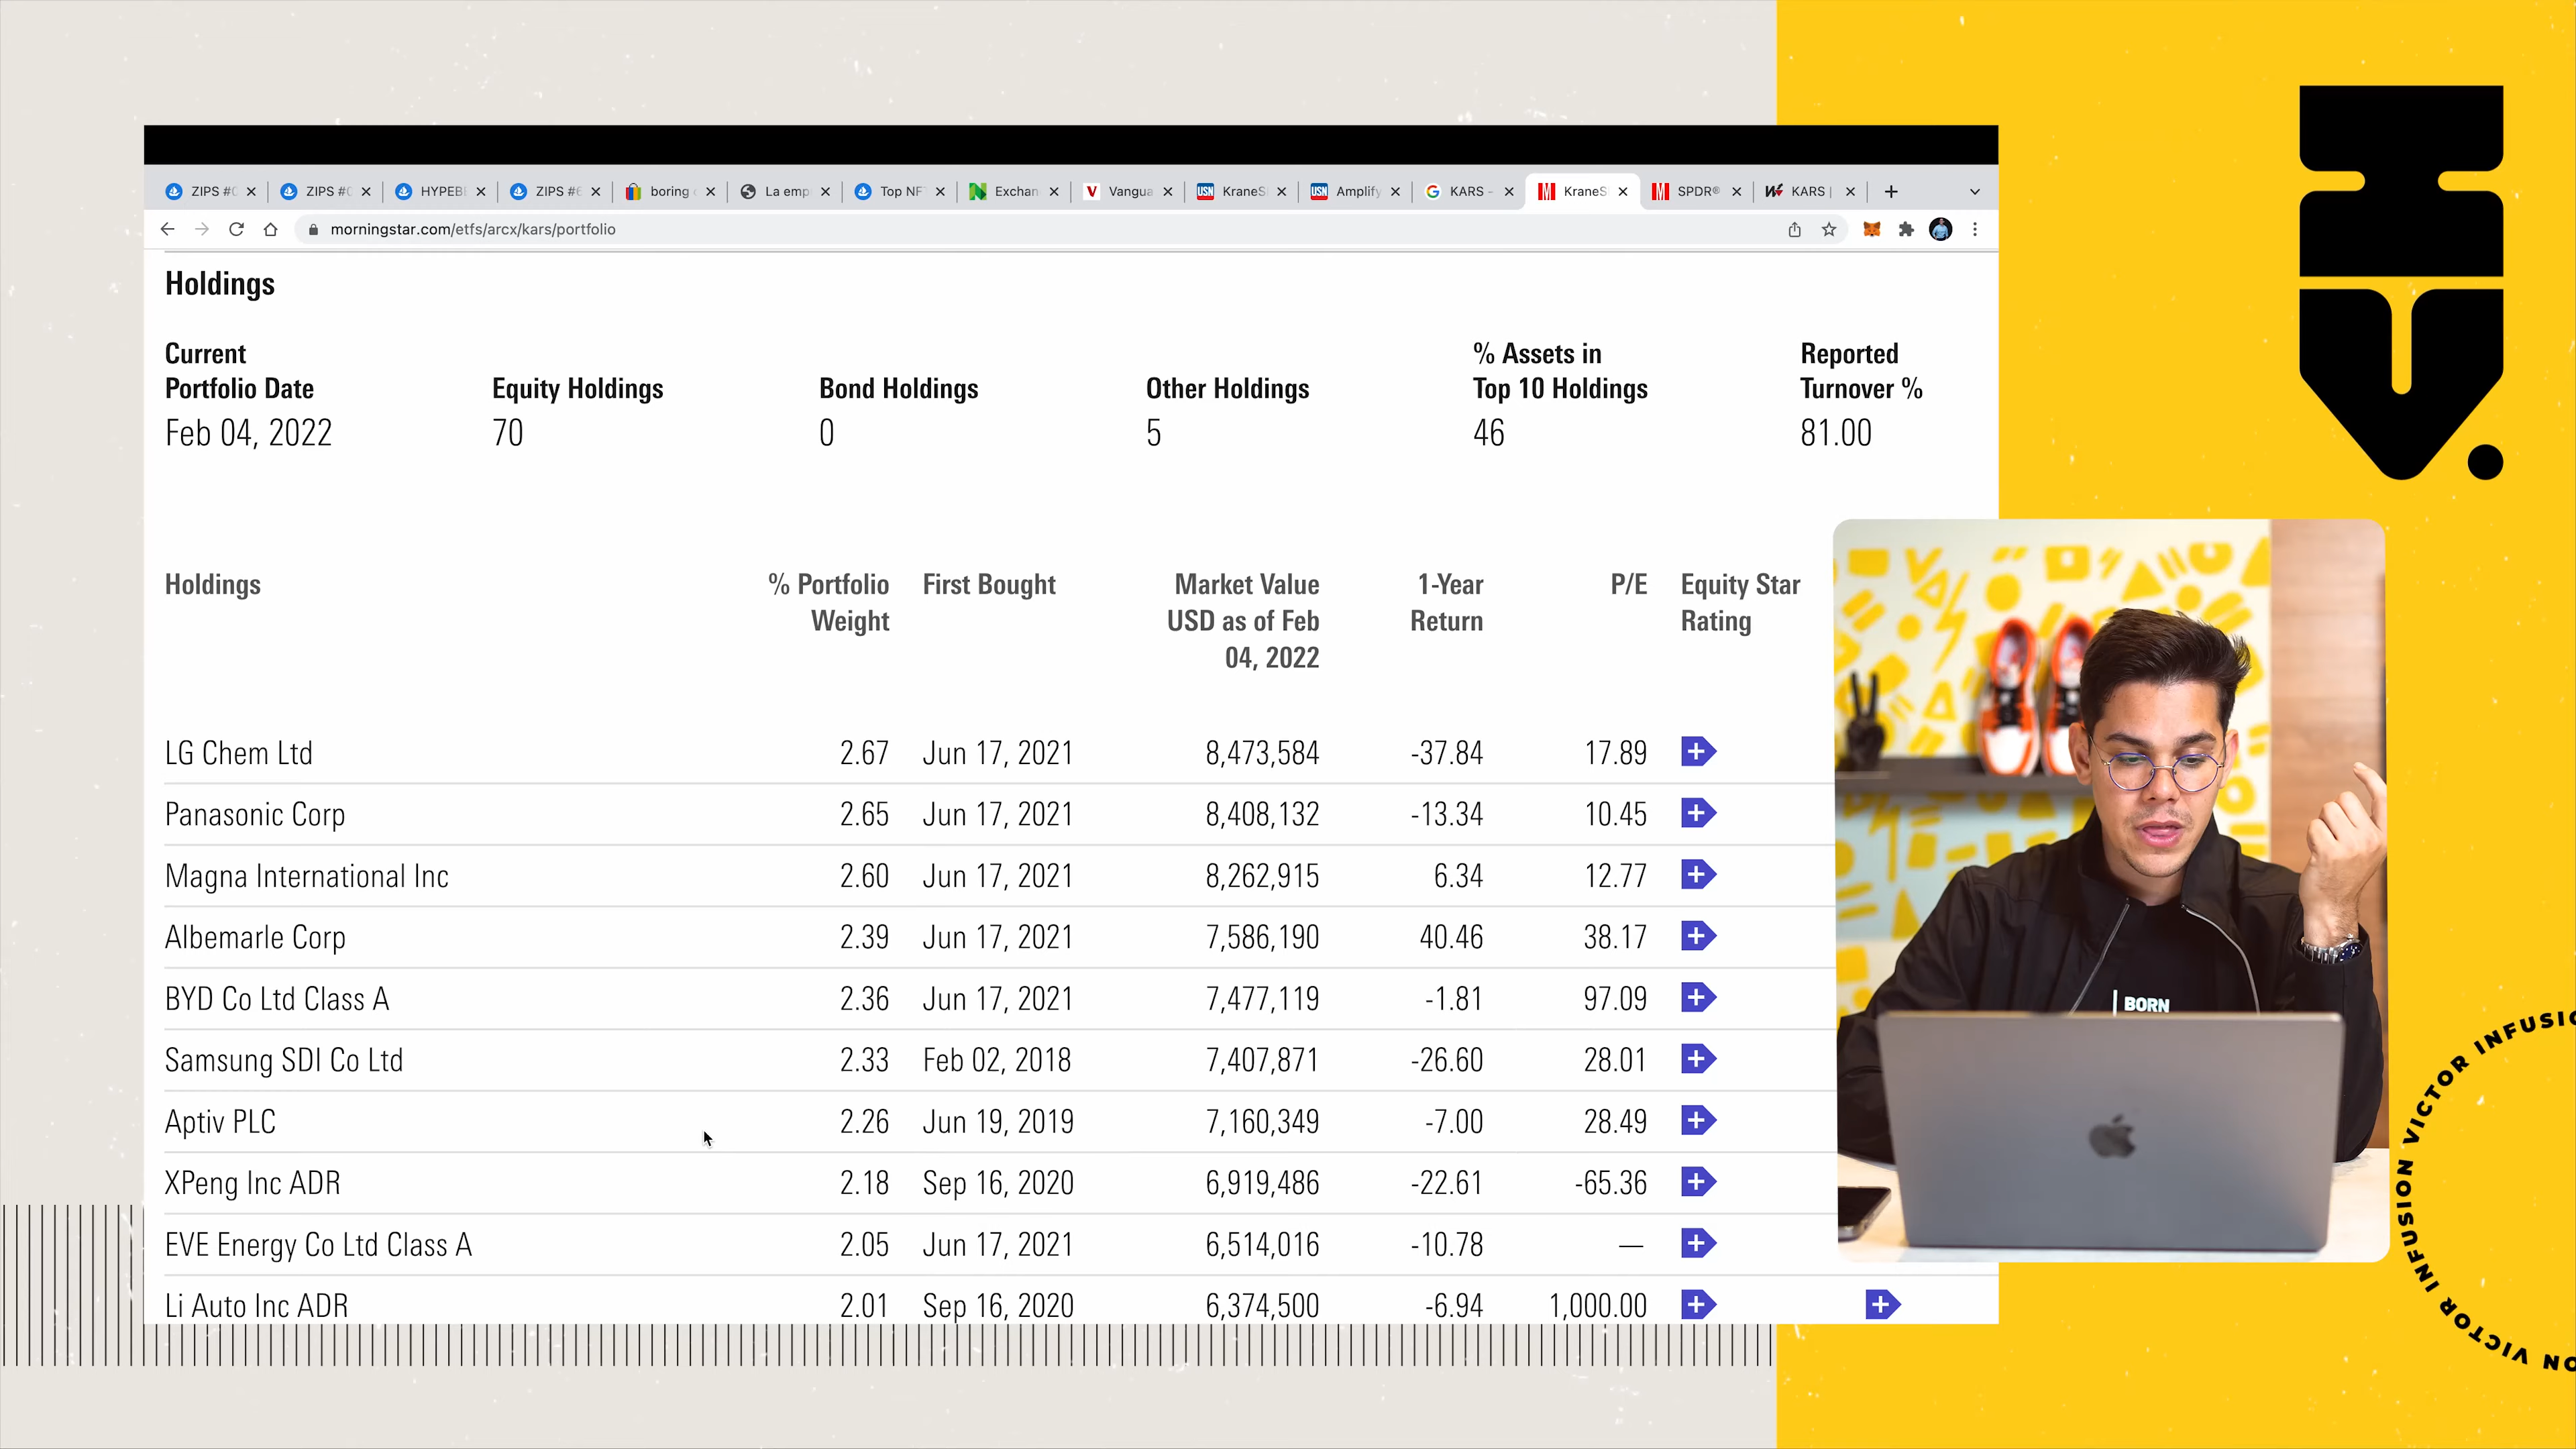 ZIPS #
ZIPS #
HYPEB
ZIPS #
boring
La emp
Top NF
Exchan
Vangua
KraneS
Amplify
KARS -
KraneS
SPDR®
KARS |
morningstar.com/etfs/arcx/kars/portfolio
Holdings
Current Portfolio Date
Equity Holdings
Bond Holdings
Other Holdings
% Assets in Top 10 Holdings
Reported Turnover %
Feb 04, 2022 70 0 5 46 81.00
Holdings
% Portfolio Weight
First Bought
Market Value USD as of Feb 04, 2022
1-Year Return
P/E
Equity Star Rating
LG Chem Ltd 2.67 Jun 17, 2021 8,473,584 -37.84 17.89
Panasonic Corp 2.65 Jun 17, 2021 8,408,132 -13.34 10.45
Magna International Inc 2.60 Jun 17, 2021 8,262,915 6.34 12.77
Albemarle Corp 2.39 Jun 17, 2021 7,586,190 40.46 38.17
BYD Co Ltd Class A 2.36 Jun 17, 2021 7,477,119 -1.81 97.09
Samsung SDI Co Ltd 2.33 Feb 02, 2018 7,407,871 -26.60 28.01
Aptiv PLC 2.26 Jun 19, 2019 7,160,349 -7.00 28.49
XPeng Inc ADR 2.18 Sep 16, 2020 6,919,486 -22.61 -65.36
EVE Energy Co Ltd Class A 2.05 Jun 17, 2021 6,514,016 -10.78 —
Li Auto Inc ADR 2.01 Sep 16, 2020 6,374,500 -6.94 1,000.00
BORN
ON VICTOR INFUSION VICTOR INFUSIO